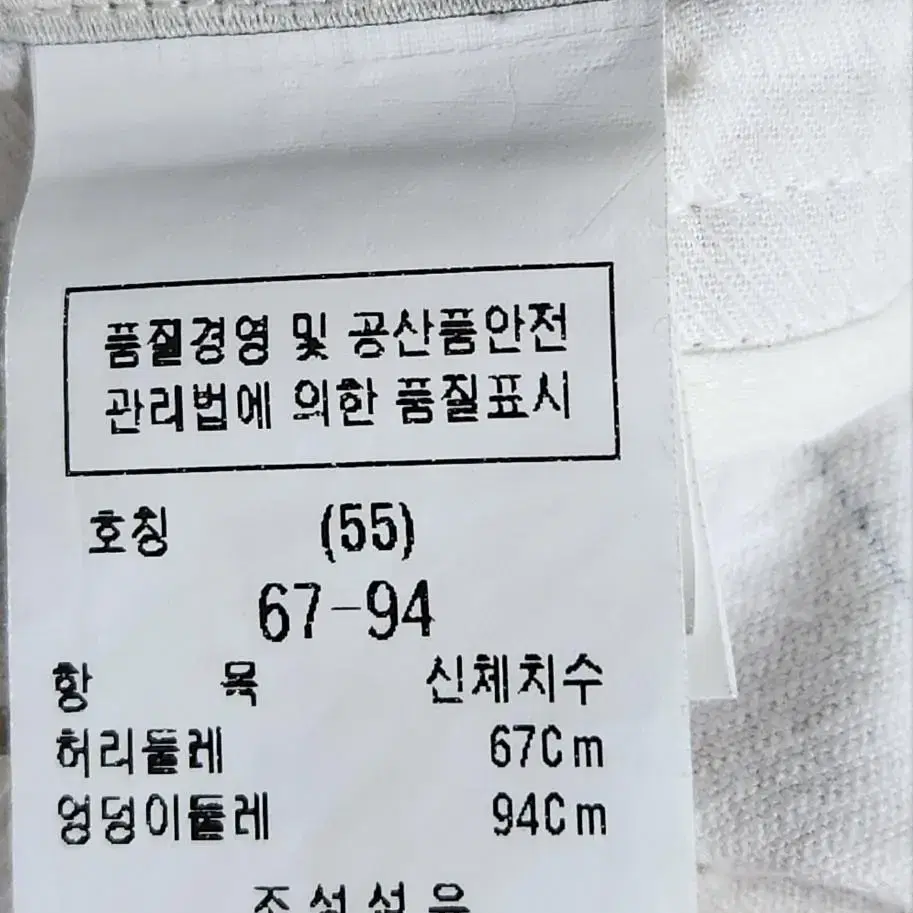 품질경영 및 공산품안전
관리법에 의한 품질표시
호칭 (55)
67-94
항 목 신체치수
허리둘레 67Cm
엉덩이둘레 94Cm